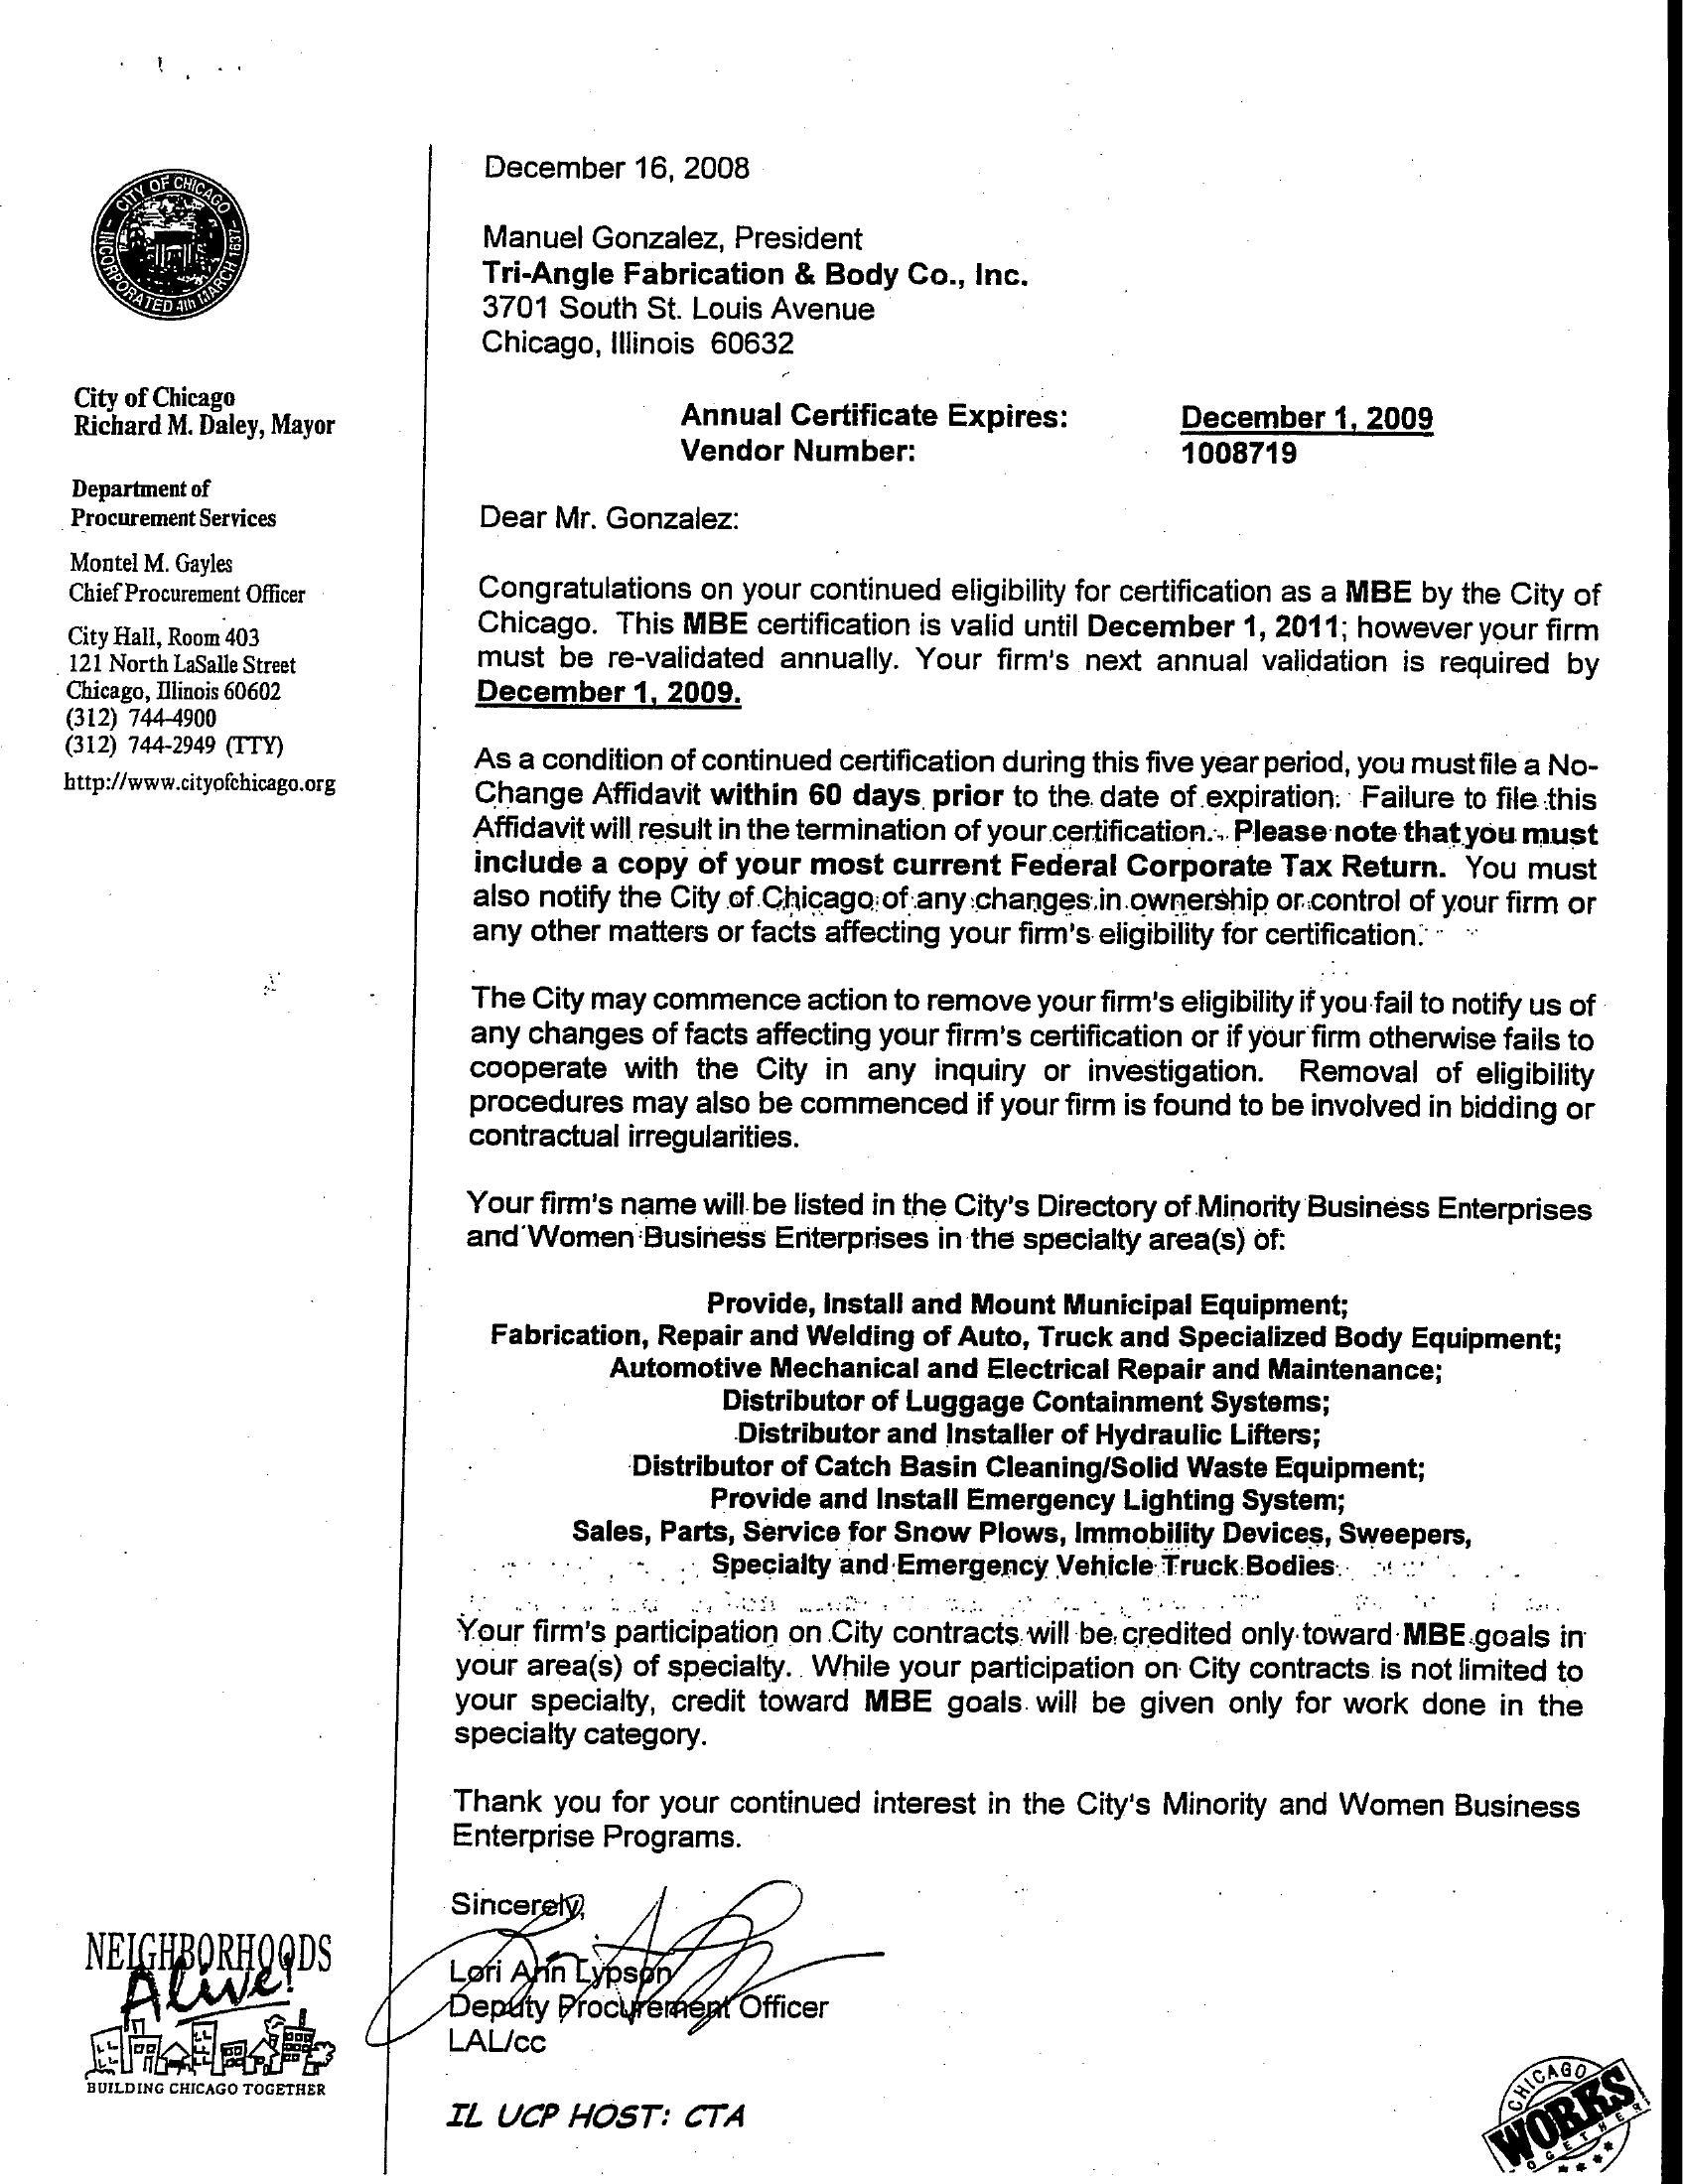 CITY OF CHICAGO
INCORPORATED 4th MARCH 1837
City of Chicago
Richard M. Daley, Mayor
Department of
Procurement Services
Montel M. Gayles
Chief Procurement Officer
City Hall, Room 403
121 North LaSalle Street
Chicago, Illinois 60602
(312) 744-4900
(312) 744-2949 (TTY)
http://www.cityofchicago.org
NEIGHBORHOODS
Alive!
BUILDING CHICAGO TOGETHER
December 16, 2008
Manuel Gonzalez, President
Tri-Angle Fabrication & Body Co., Inc.
3701 South St. Louis Avenue
Chicago, Illinois 60632
Annual Certificate Expires: December 1, 2009
Vendor Number: 1008719
Dear Mr. Gonzalez:
Congratulations on your continued eligibility for certification as a MBE by the City of
Chicago. This MBE certification is valid until December 1, 2011; however your firm
must be re-validated annually. Your firm's next annual validation is required by
December 1, 2009.
As a condition of continued certification during this five year period, you must file a No-
Change Affidavit within 60 days prior to the date of expiration. Failure to file this
Affidavit will result in the termination of your certification. Please note that you must
include a copy of your most current Federal Corporate Tax Return. You must
also notify the City of Chicago of any changes in ownership or control of your firm or
any other matters or facts affecting your firm's eligibility for certification.
The City may commence action to remove your firm's eligibility if you fail to notify us of
any changes of facts affecting your firm's certification or if your firm otherwise fails to
cooperate with the City in any inquiry or investigation. Removal of eligibility
procedures may also be commenced if your firm is found to be involved in bidding or
contractual irregularities.
Your firm's name will be listed in the City's Directory of Minority Business Enterprises
and Women Business Enterprises in the specialty area(s) of:
Provide, Install and Mount Municipal Equipment;
Fabrication, Repair and Welding of Auto, Truck and Specialized Body Equipment;
Automotive Mechanical and Electrical Repair and Maintenance;
Distributor of Luggage Containment Systems;
Distributor and Installer of Hydraulic Lifters;
Distributor of Catch Basin Cleaning/Solid Waste Equipment;
Provide and Install Emergency Lighting System;
Sales, Parts, Service for Snow Plows, Immobility Devices, Sweepers,
Specialty and Emergency Vehicle Truck Bodies
Your firm's participation on City contracts will be credited only toward MBE goals in
your area(s) of specialty. While your participation on City contracts is not limited to
your specialty, credit toward MBE goals will be given only for work done in the
specialty category.
Thank you for your continued interest in the City's Minority and Women Business
Enterprise Programs.
Sincerely,
Lori Ann Lypson
Deputy Procurement Officer
LAL/cc
IL UCP HOST: CTA
CHICAGO
WORKS
TOGETHER